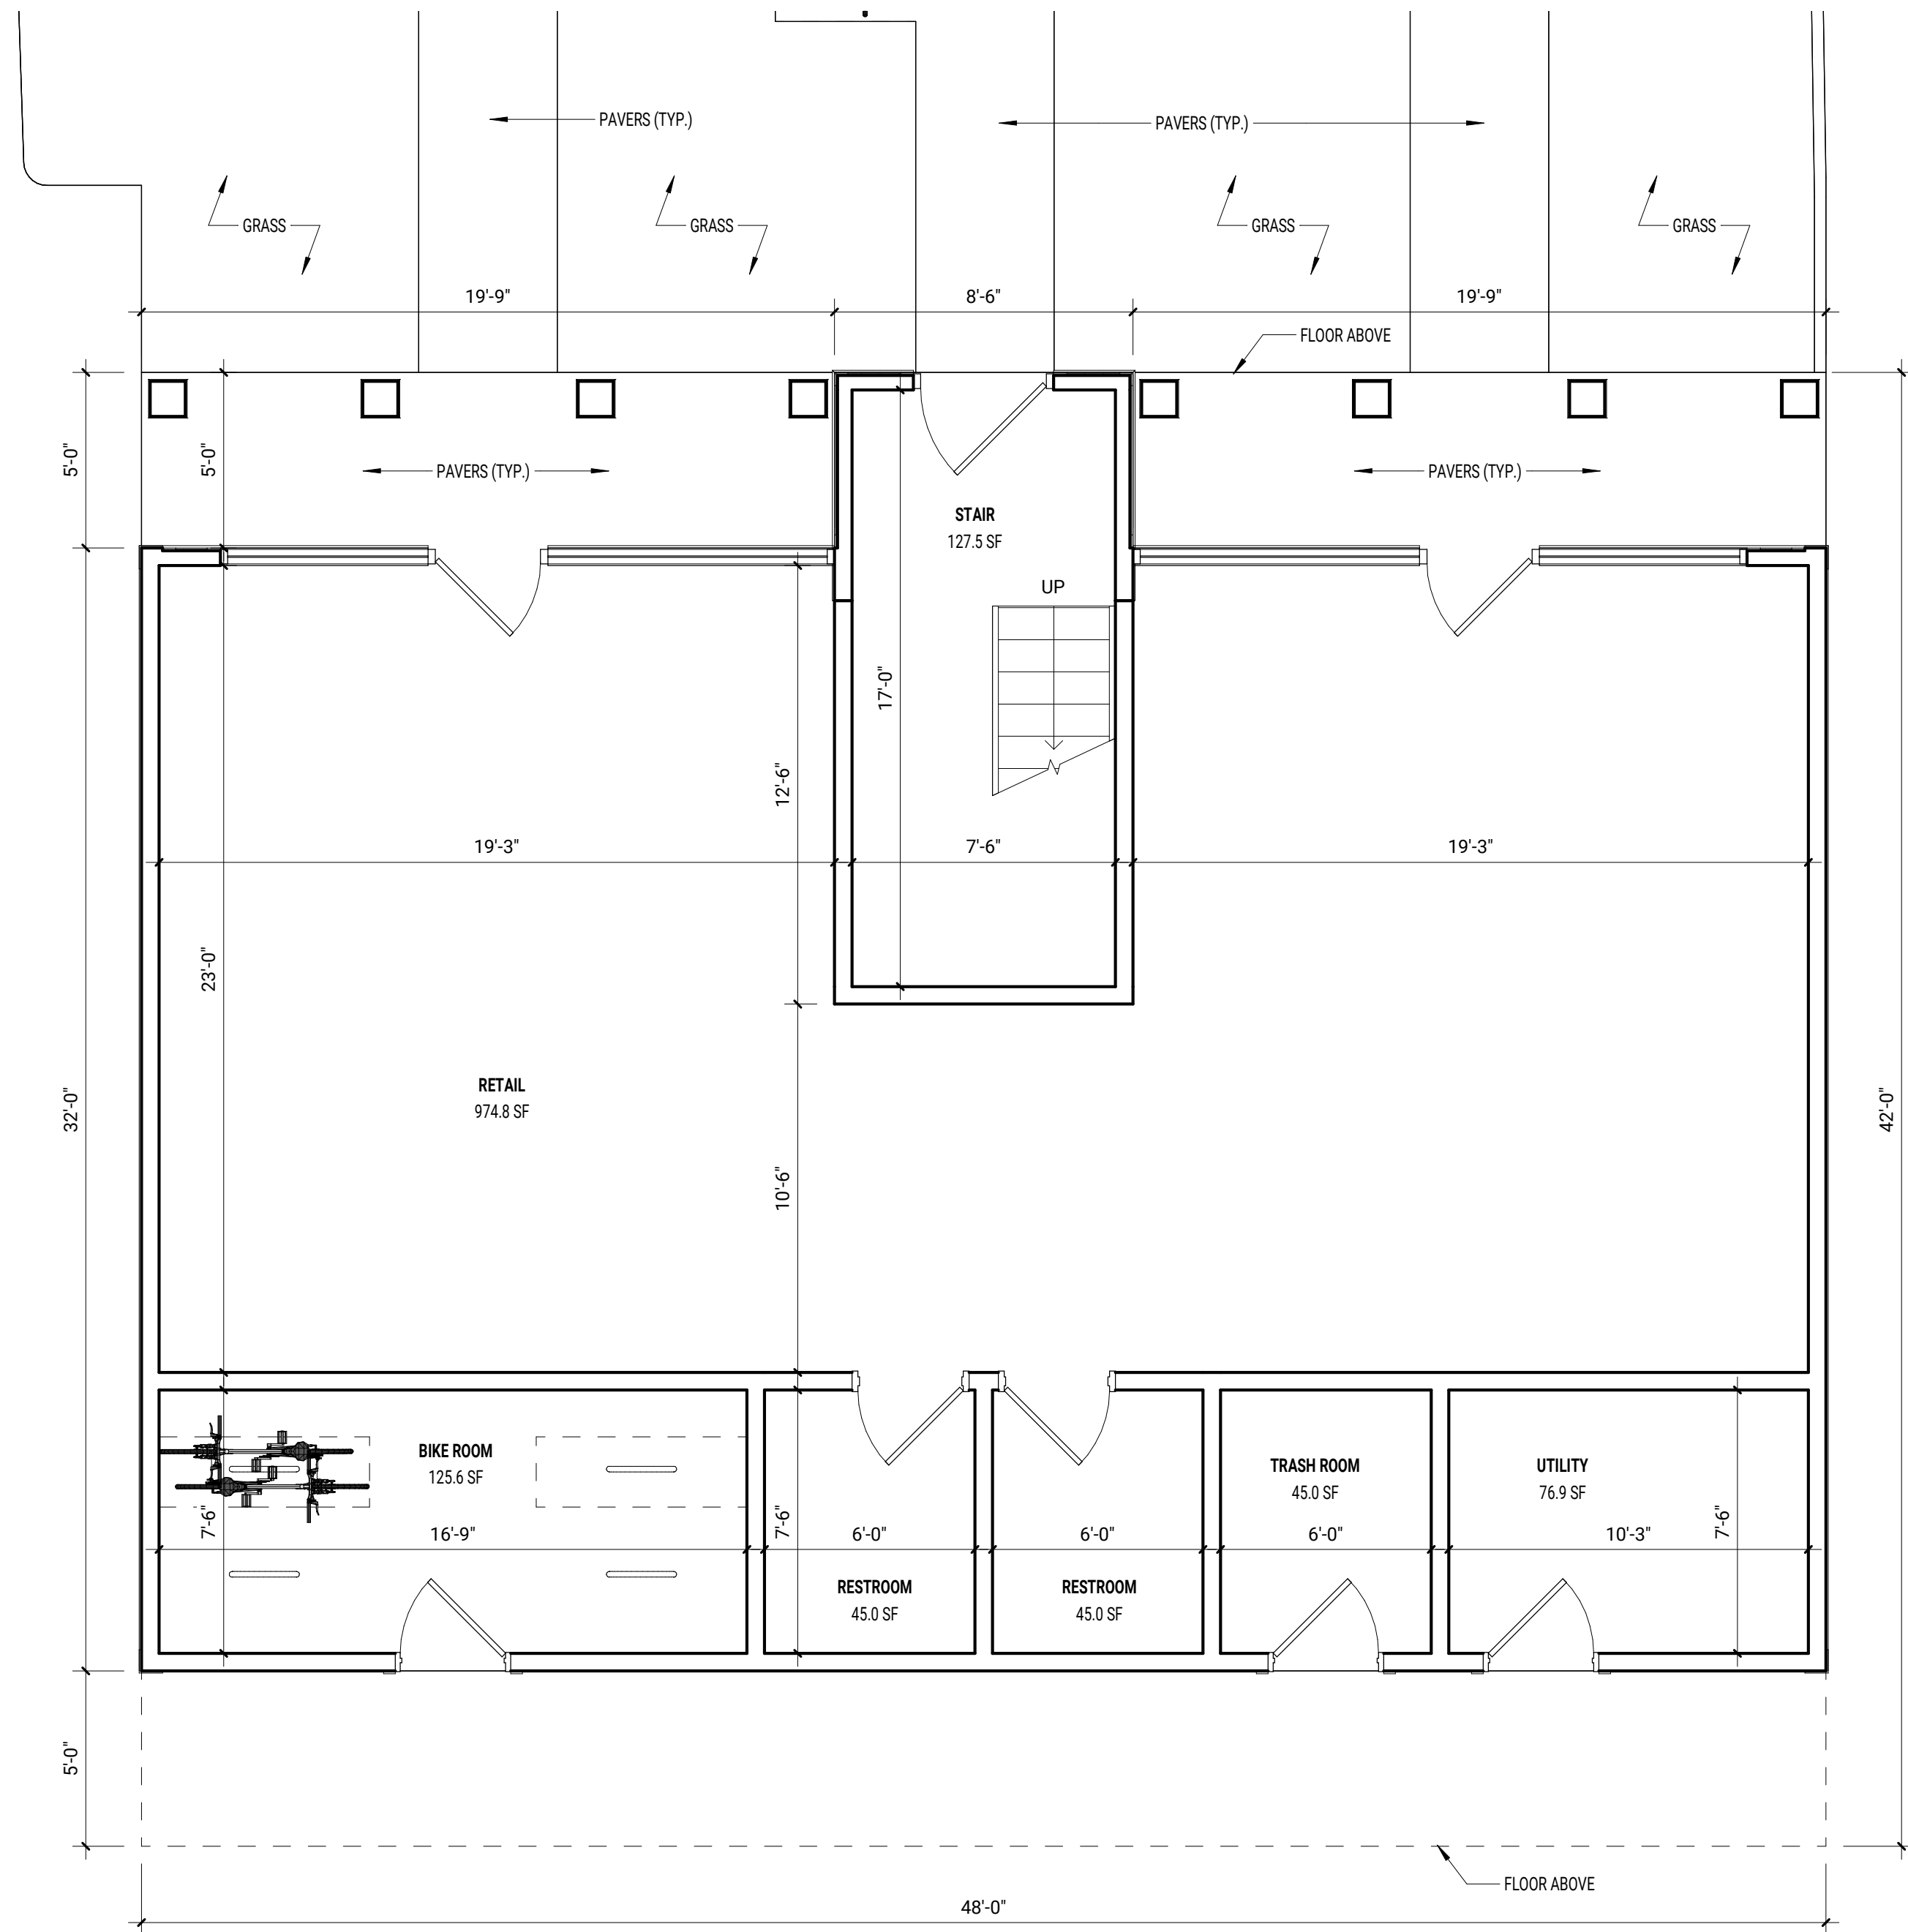 PAVERS (TYP.)
PAVERS (TYP.)
GRASS
GRASS
GRASS
GRASS
19'-9"
8'-6"
19'-9"
FLOOR ABOVE
5'-0"
5'-0"
PAVERS (TYP.)
PAVERS (TYP.)
STAIR
127.5 SF
UP
17'-0"
12'-6"
19'-3"
7'-6"
19'-3"
23'-0"
RETAIL
974.8 SF
32'-0"
42'-0"
10'-6"
BIKE ROOM
125.6 SF
TRASH ROOM
45.0 SF
UTILITY
76.9 SF
7'-6"
16'-9"
7'-6"
6'-0"
6'-0"
6'-0"
10'-3"
7'-6"
RESTROOM
45.0 SF
RESTROOM
45.0 SF
5'-0"
FLOOR ABOVE
48'-0"